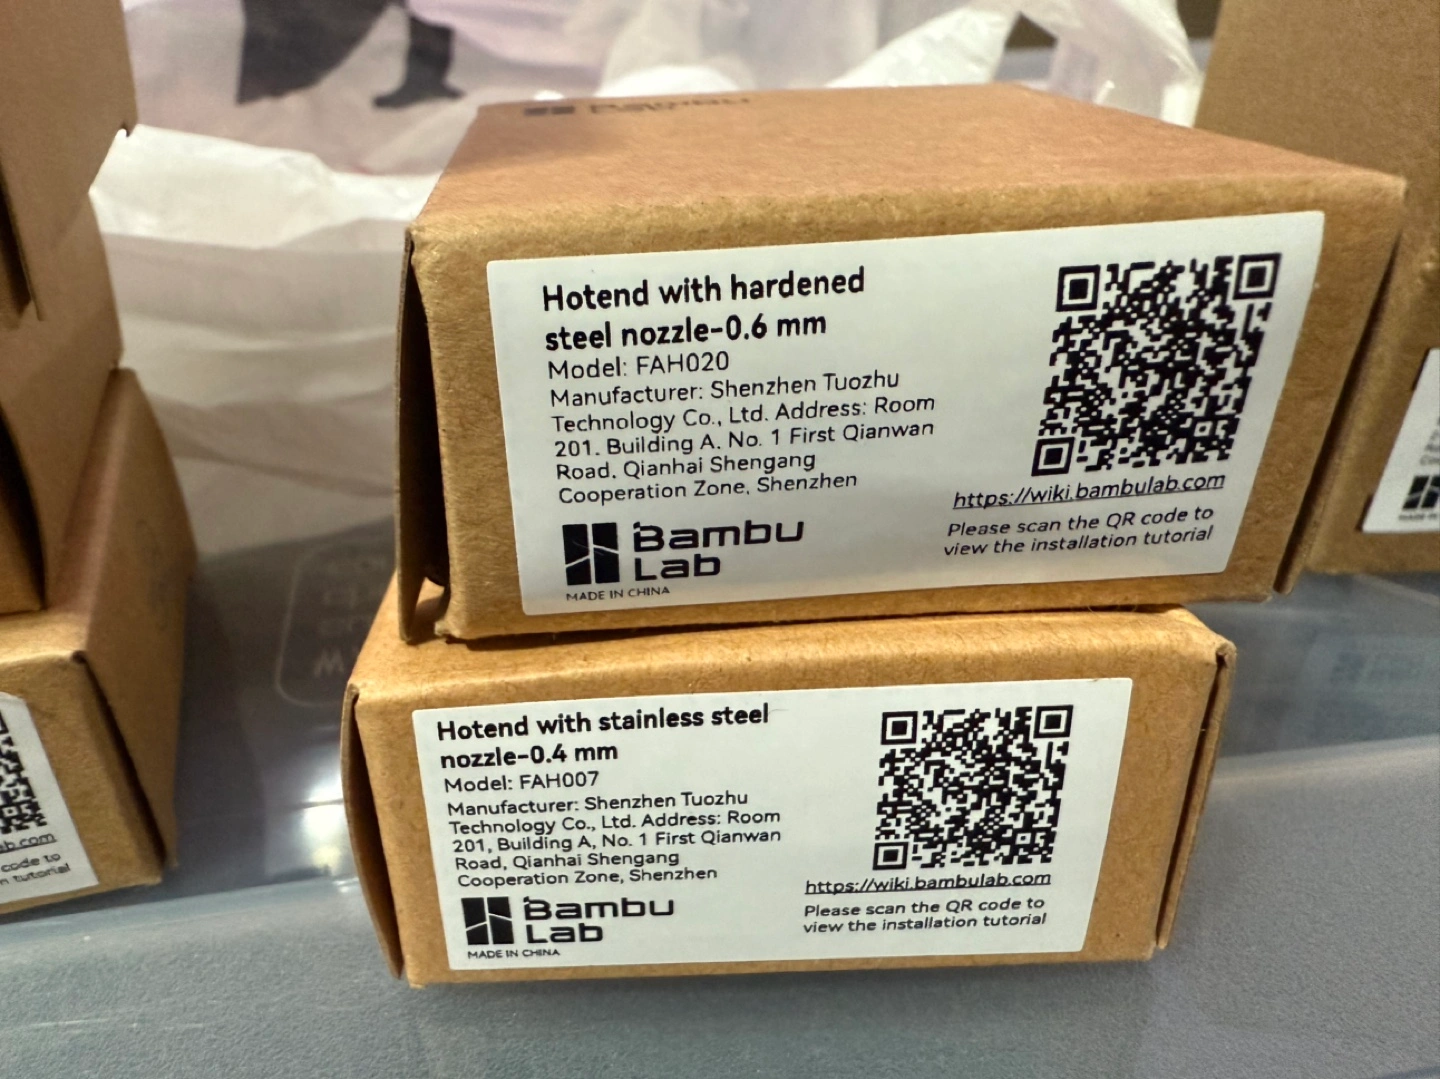 Hotend with hardened
steel nozzle-0.6 mm
Model: FAH020
Manufacturer: Shenzhen Tuozhu
Technology Co., Ltd. Address: Room
201. Building A. No. 1 First Qianwan
Road, Qianhai Shengang
Cooperation Zone, Shenzhen
Bambu
Lab
MADE IN CHINA
https://wiki.bambulab.com
Please scan the QR code to
view the installation tutorial
Hotend with stainless steel
nozzle-0.4 mm
Model: FAH007
Manufacturer: Shenzhen Tuozhu
Technology Co., Ltd. Address: Room
201, Building A, No. 1 First Qianwan
Road, Qianhai Shengang
Cooperation Zone, Shenzhen
Bambu
Lab
MADE IN CHINA
https://wiki.bambulab.com
Please scan the QR code to
view the installation tutorial
ab.com
code to
tutorial